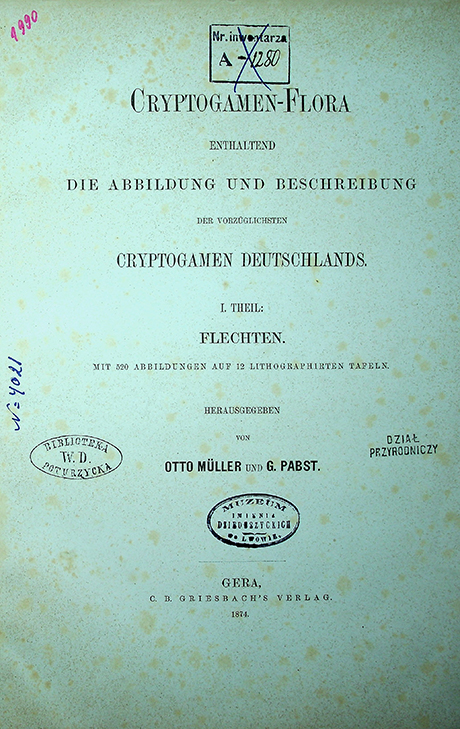 1990
Nr. inwentarza
A - 1280
CRYPTOGAMEN-FLORA
ENTHALTEND
DIE ABBILDUNG UND BESCHREIBUNG
DER VORZÜGLICHSTEN
CRYPTOGAMEN DEUTSCHLANDS.
I. THEIL:
FLECHTEN.
MIT 520 ABBILDUNGEN AUF 12 LITHOGRAPHIRTEN TAFELN.
HERAUSGEGEBEN
VON
OTTO MÜLLER UND G. PABST.
№ 4021
BIBLIOTEKA
W. D.
POTURZYCKA
DZIAŁ
PRZYRODNICZY
MUZEUM
IMIENIA
DZIEDUSZYCKICH
we LWOWIE.
GERA,
C. B. GRIESBACH'S VERLAG.
1874.